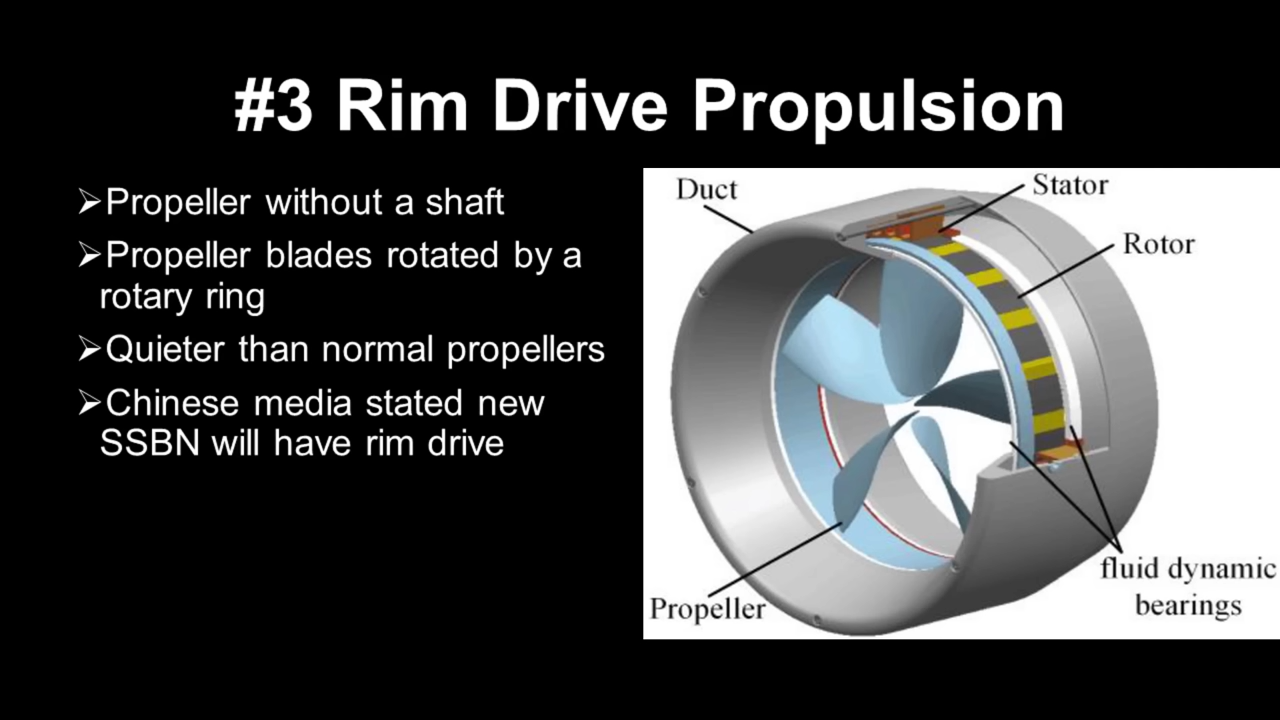 #3 Rim Drive Propulsion
➢Propeller without a shaft
➢Propeller blades rotated by a
rotary ring
➢Quieter than normal propellers
➢Chinese media stated new
SSBN will have rim drive
Duct
Stator
Rotor
fluid dynamic
bearings
Propeller